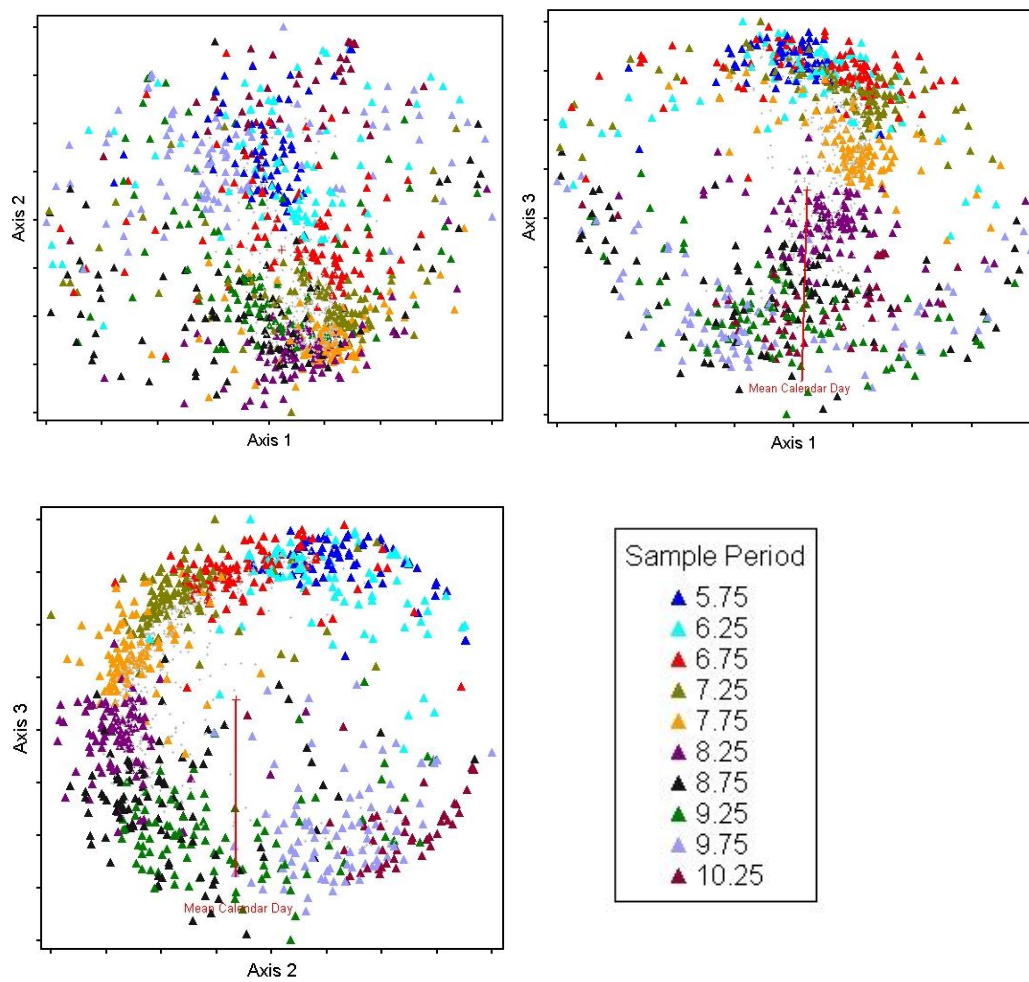 Axis 2
Axis 1
Axis 3
Mean Calendar Day
Axis 1
Axis 3
Mean Calendar Day
Axis 2
Sample Period
5.75
6.25
6.75
7.25
7.75
8.25
8.75
9.25
9.75
10.25